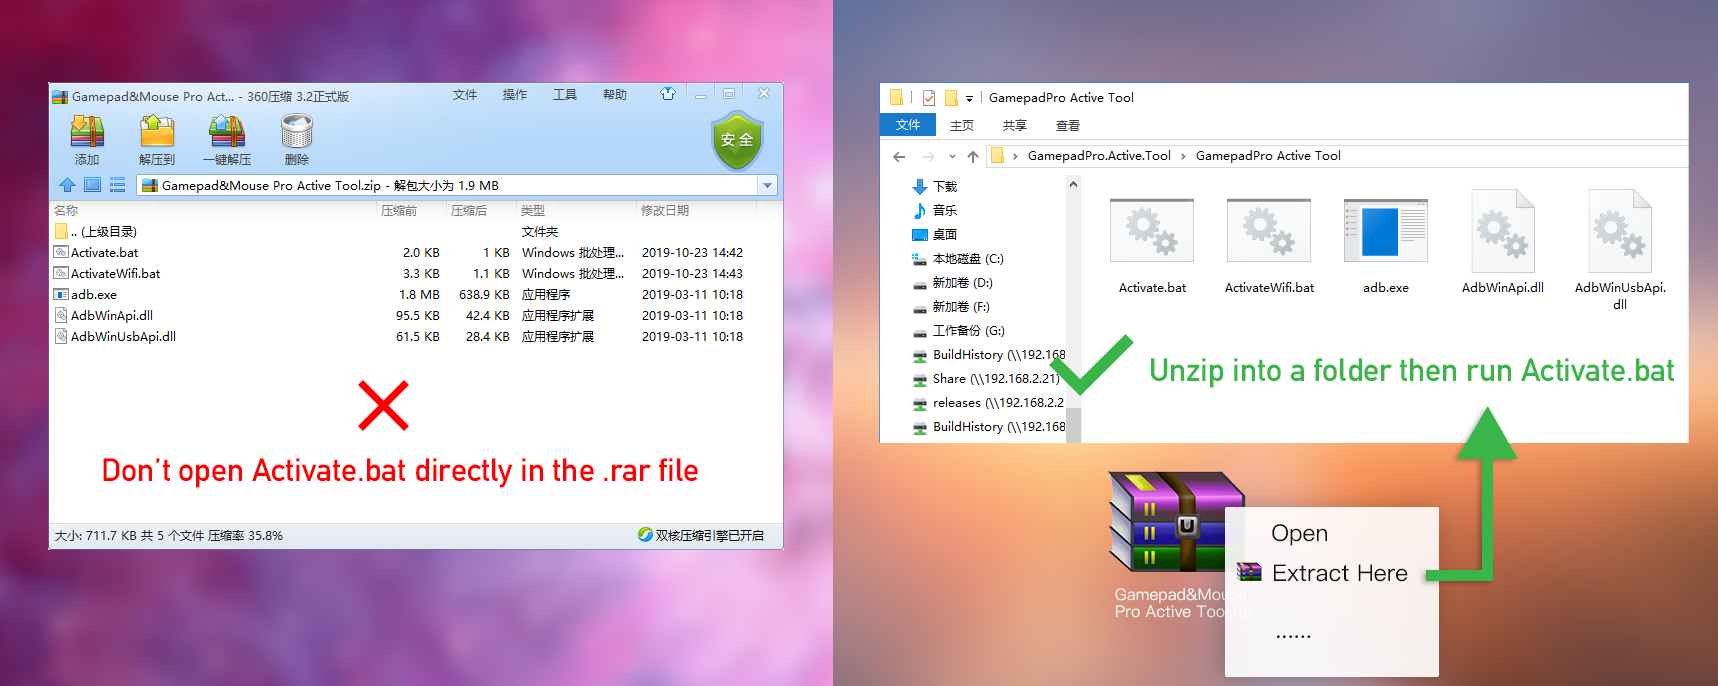 Gamepad&Mouse Pro Act... - 360压缩 3.2正式版
文件 操作 工具 帮助
添加 解压到 一键解压 删除
安全
Gamepad&Mouse Pro Active Tool.zip - 解包大小为 1.9 MB
名称 压缩前 压缩后 类型 修改日期
.. (上级目录) 文件夹
Activate.bat 2.0 KB 1 KB Windows 批处理... 2019-10-23 14:42
ActivateWifi.bat 3.3 KB 1.1 KB Windows 批处理... 2019-10-23 14:43
adb.exe 1.8 MB 638.9 KB 应用程序 2019-03-11 10:18
AdbWinApi.dll 95.5 KB 42.4 KB 应用程序扩展 2019-03-11 10:18
AdbWinUsbApi.dll 61.5 KB 28.4 KB 应用程序扩展 2019-03-11 10:18
Don't open Activate.bat directly in the .rar file
大小: 711.7 KB 共 5 个文件 压缩率 35.8% 双核压缩引擎已开启
GamepadPro Active Tool
文件 主页 共享 查看
GamepadPro.Active.Tool › GamepadPro Active Tool
下载
音乐
桌面
本地磁盘 (C:)
新加卷 (D:)
新加卷 (F:)
工作备份 (G:)
BuildHistory (\\192.168
Share (\\192.168.2.21)
releases (\\192.168.2.2
BuildHistory (\\192.168
Activate.bat ActivateWifi.bat adb.exe AdbWinApi.dll AdbWinUsbApi.
dll
Unzip into a folder then run Activate.bat
Gamepad&Mouse
Pro Active Tool.rar
Open
Extract Here
......